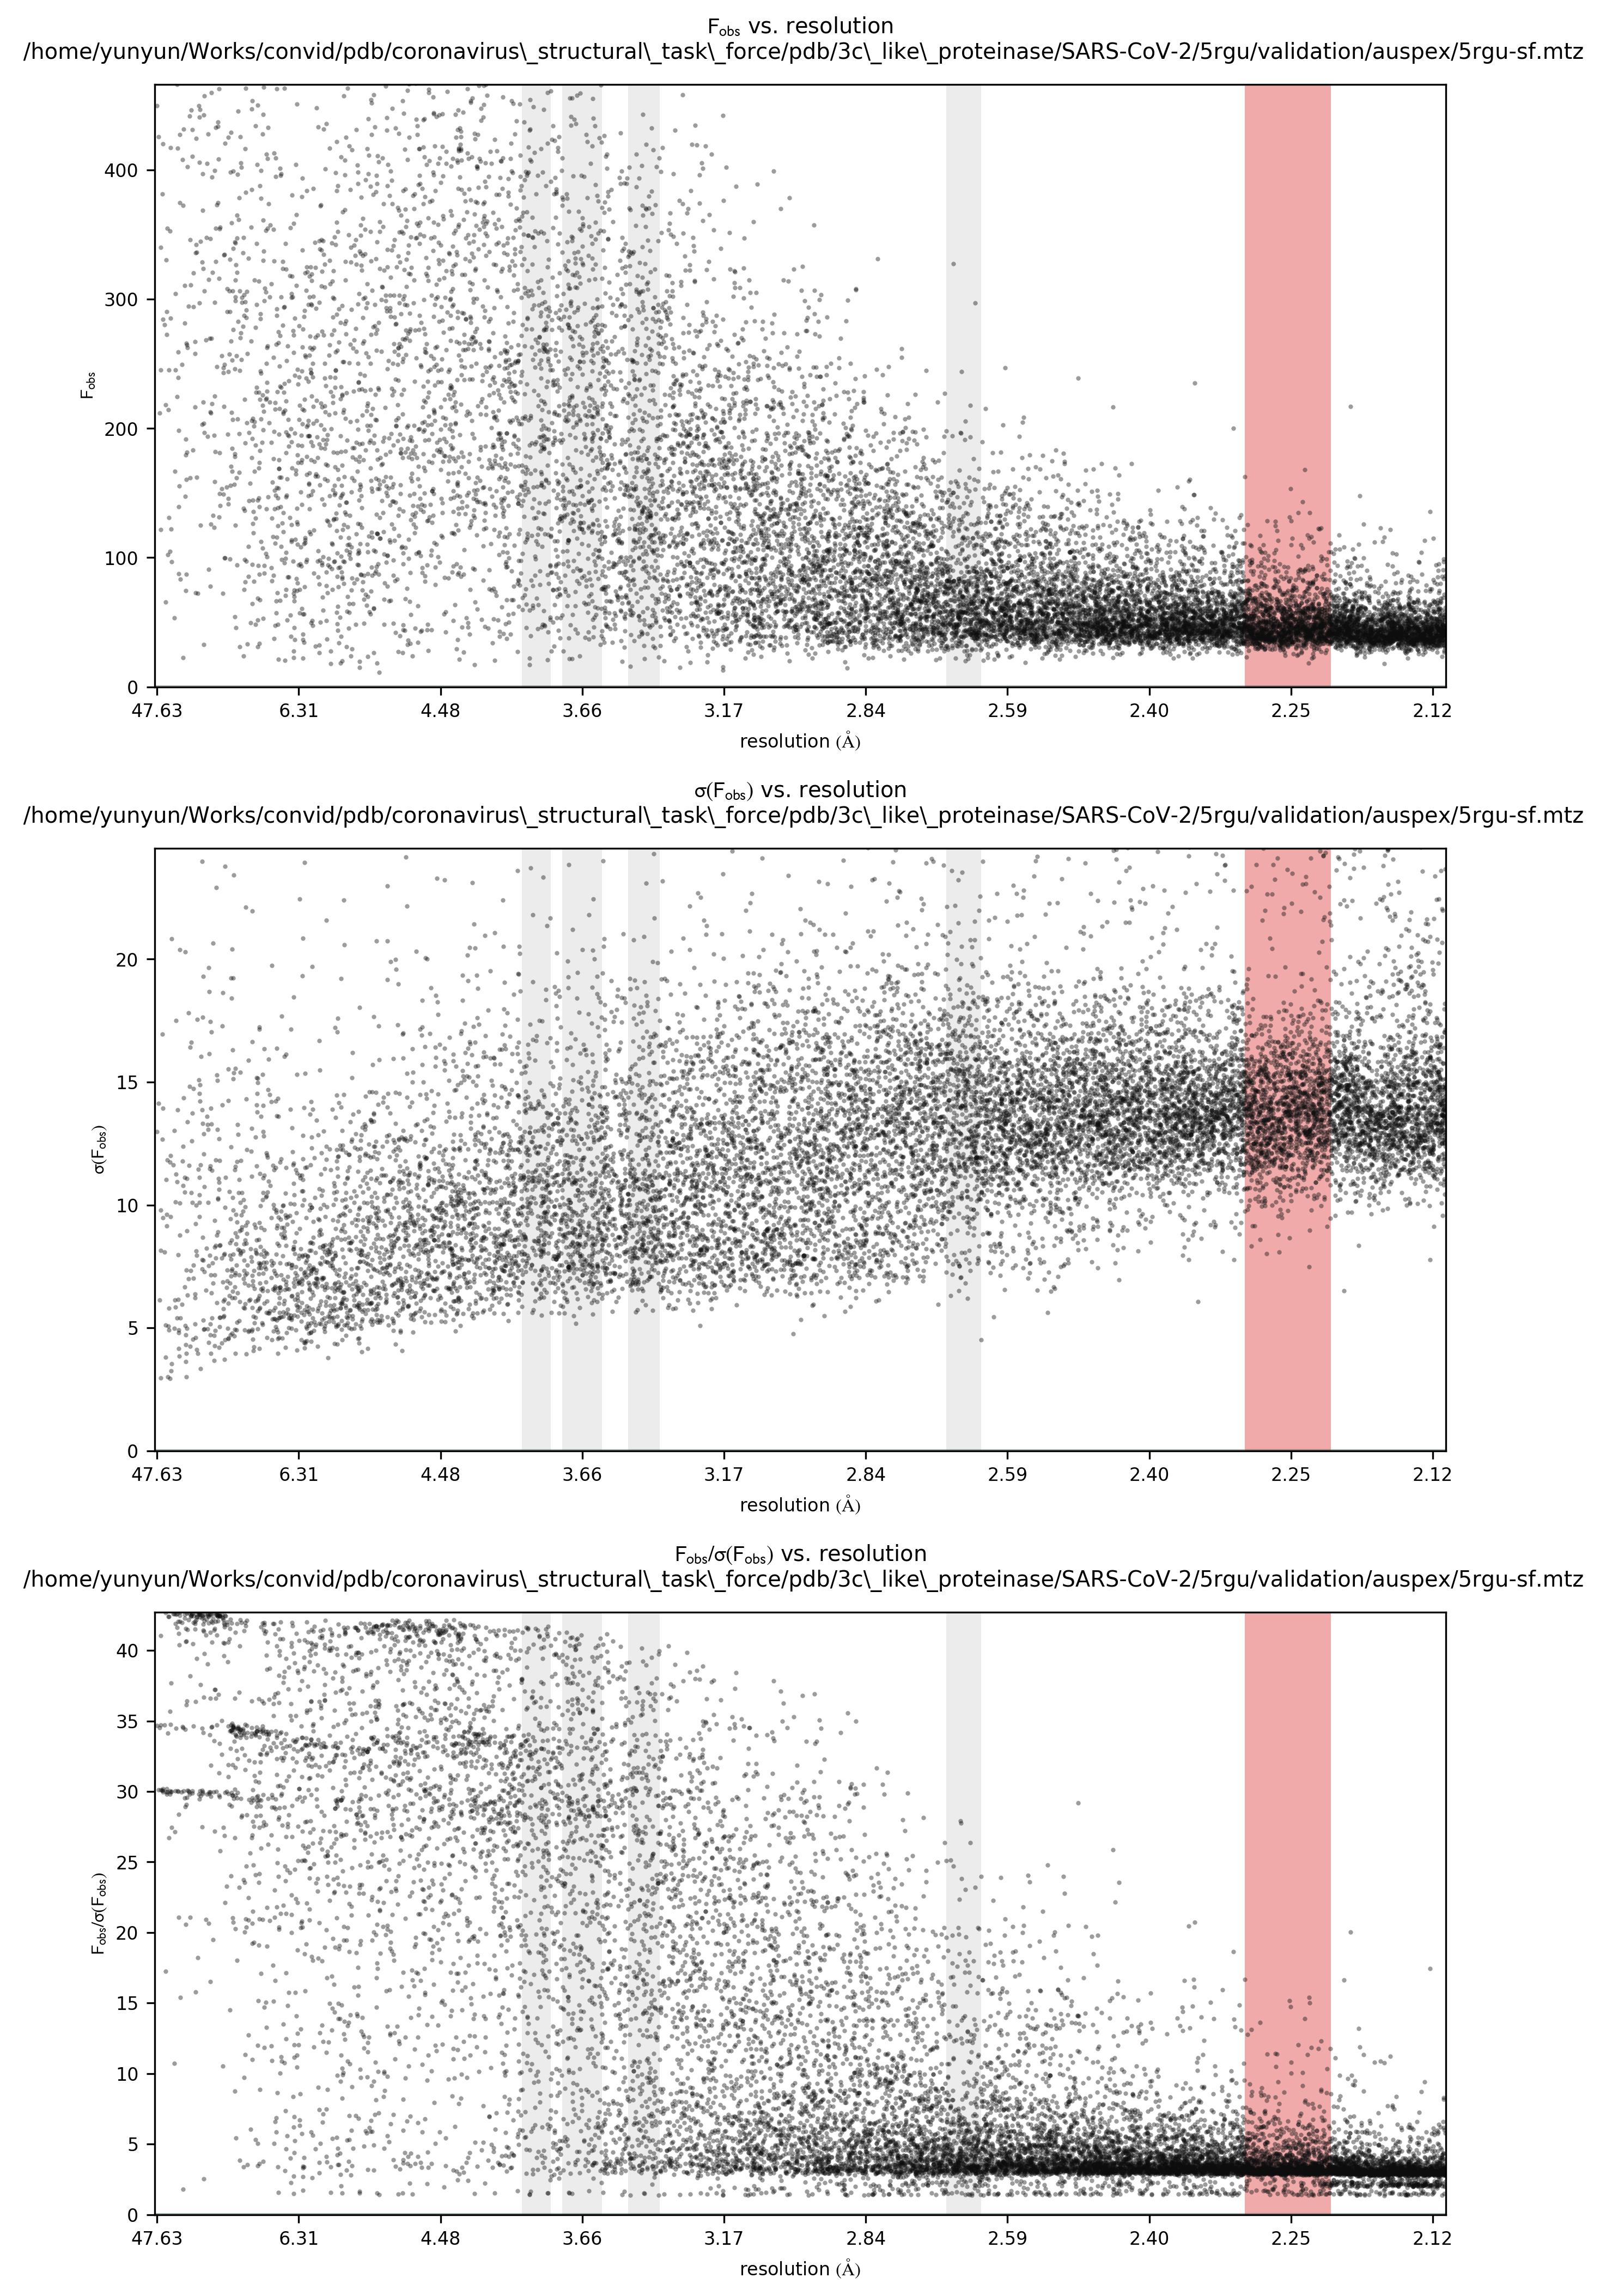 Fobs vs. resolution
/home/yunyun/Works/convid/pdb/coronavirus\_structural\_task\_force/pdb/3c\_like\_proteinase/SARS-CoV-2/5rgu/validation/auspex/5rgu-sf.mtz
400
300
Fobs
200
100
0
47.63 6.31 4.48 3.66 3.17 2.84 2.59 2.40 2.25 2.12
resolution (Å)
σ(Fobs) vs. resolution
/home/yunyun/Works/convid/pdb/coronavirus\_structural\_task\_force/pdb/3c\_like\_proteinase/SARS-CoV-2/5rgu/validation/auspex/5rgu-sf.mtz
20
15
σ(Fobs)
10
5
0
47.63 6.31 4.48 3.66 3.17 2.84 2.59 2.40 2.25 2.12
resolution (Å)
Fobs/σ(Fobs) vs. resolution
/home/yunyun/Works/convid/pdb/coronavirus\_structural\_task\_force/pdb/3c\_like\_proteinase/SARS-CoV-2/5rgu/validation/auspex/5rgu-sf.mtz
40
35
30
25
Fobs/σ(Fobs)
20
15
10
5
0
47.63 6.31 4.48 3.66 3.17 2.84 2.59 2.40 2.25 2.12
resolution (Å)